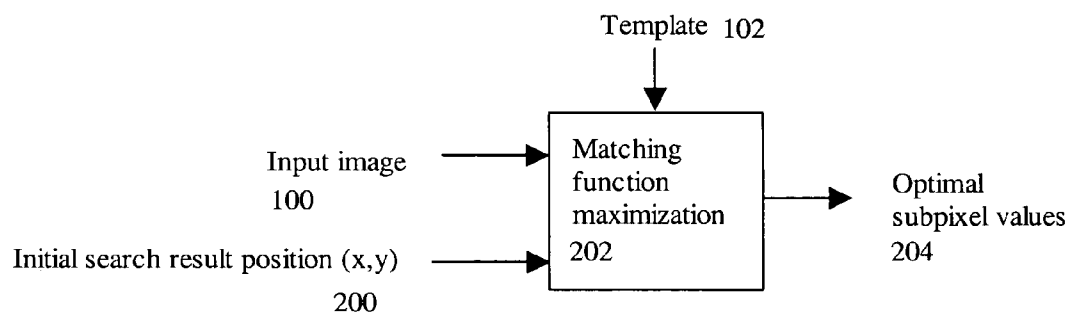 Template 102
Input image
100
Initial search result position (x,y)
200
Matching
function
maximization
202
Optimal
subpixel values
204